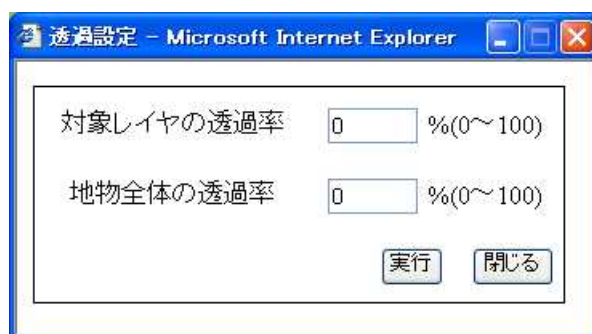 透過設定 - Microsoft Internet Explorer
対象レイヤの透過率 0 %(0～100)
地物全体の透過率 0 %(0～100)
実行 閉じる